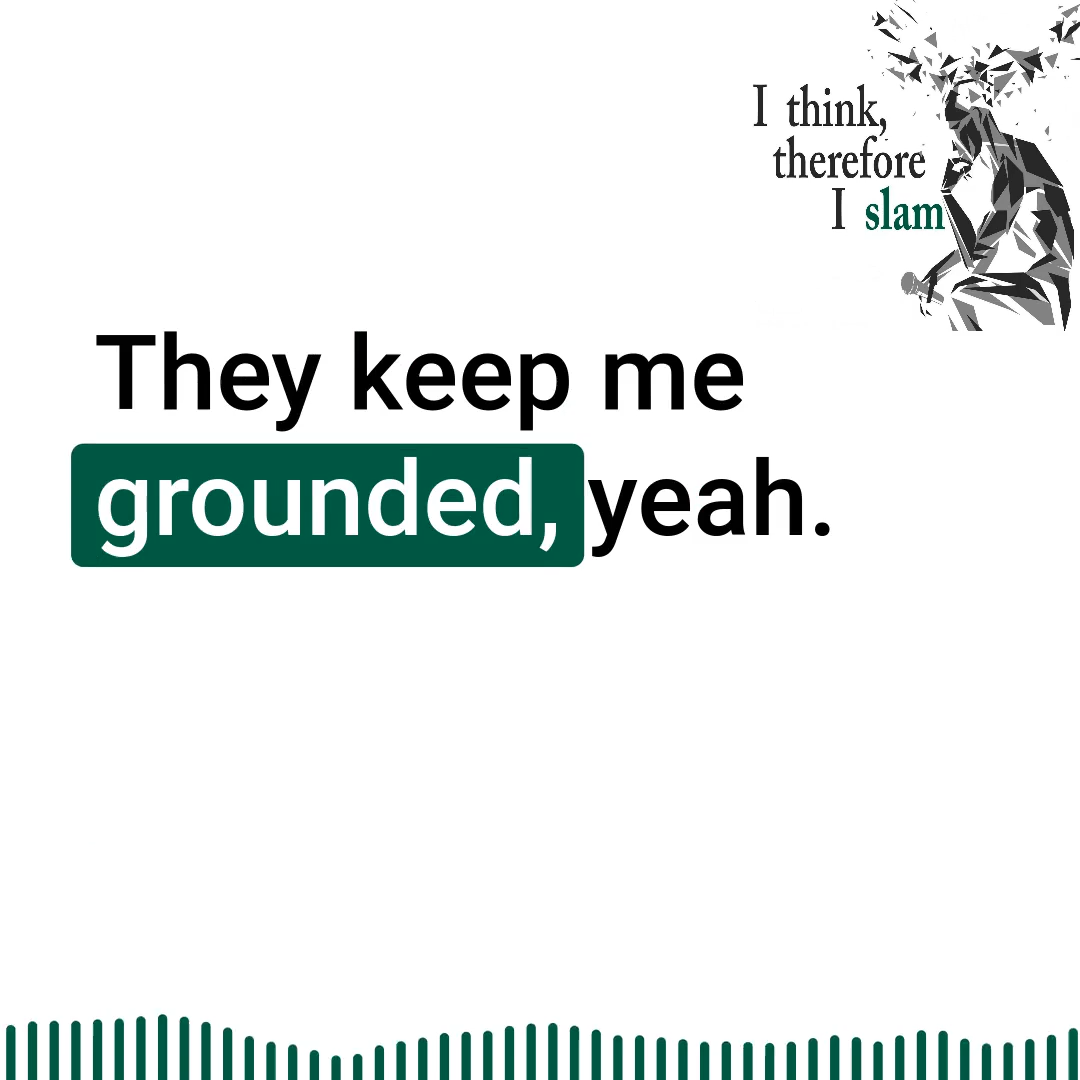 I think,
therefore
I slam
They keep me
grounded, yeah.